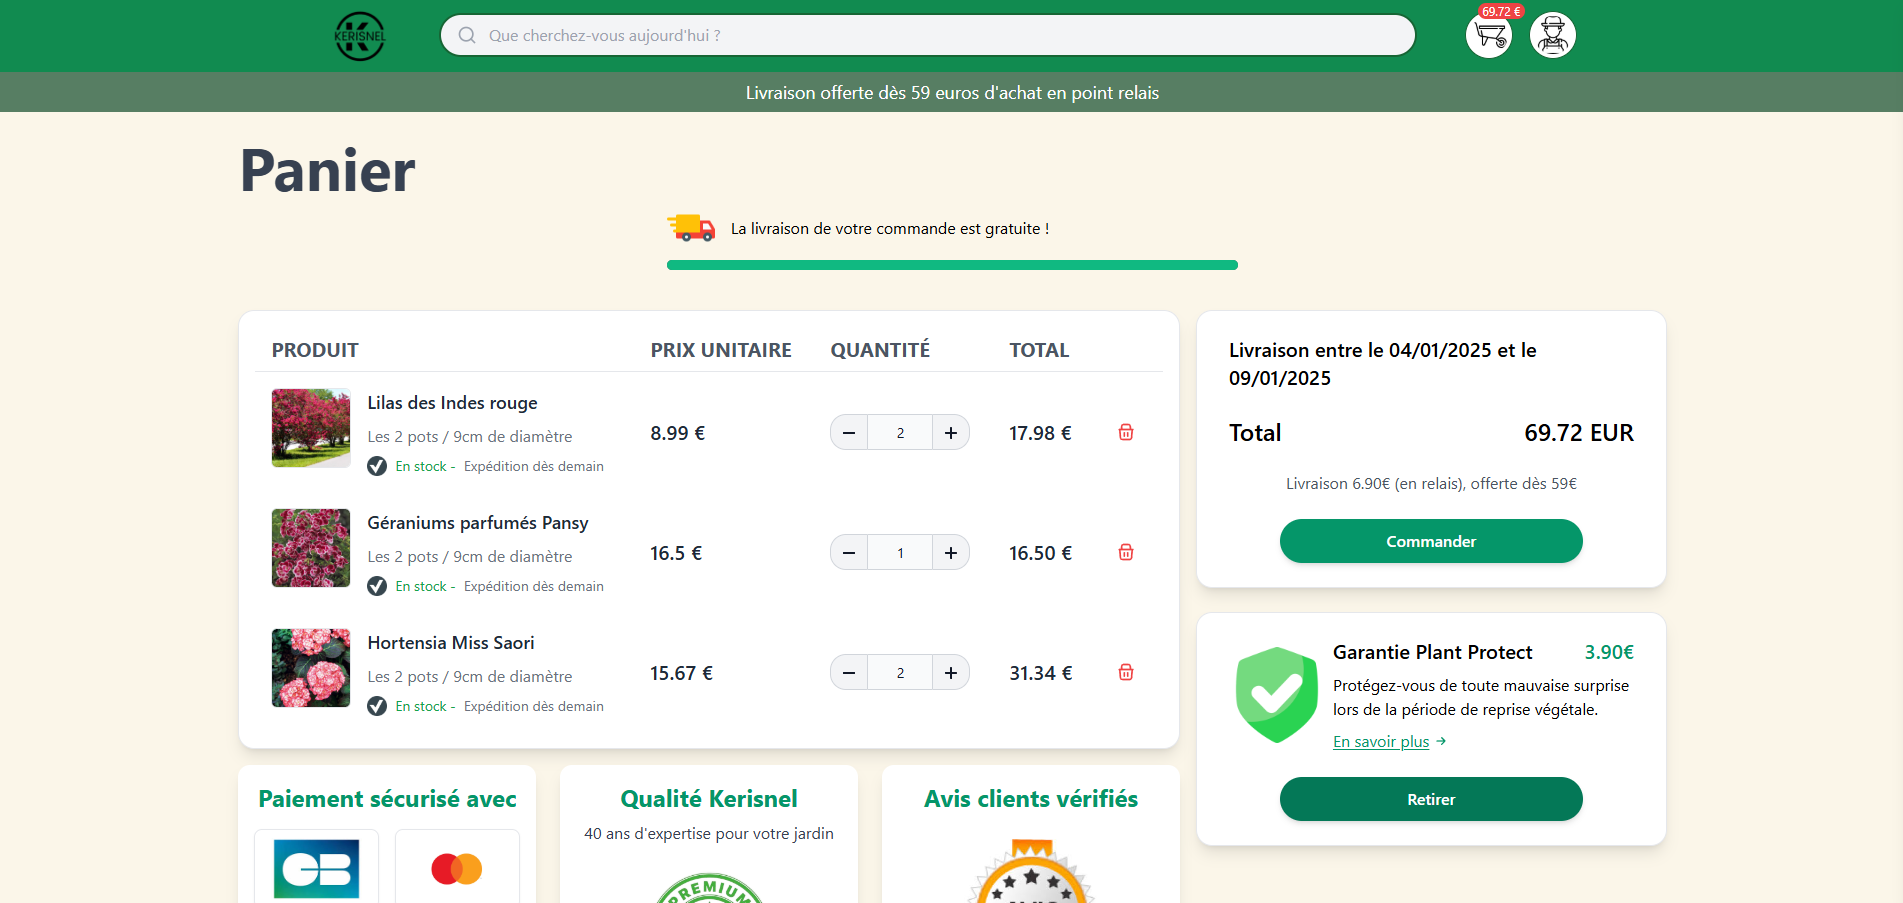 KERISNEL
Que cherchez-vous aujourd'hui ?
69.72 €
Livraison offerte dès 59 euros d'achat en point relais
Panier
La livraison de votre commande est gratuite !
PRODUIT PRIX UNITAIRE QUANTITÉ TOTAL
Lilas des Indes rouge
Les 2 pots / 9cm de diamètre
En stock - Expédition dès demain
8.99 € − 2 + 17.98 €
Géraniums parfumés Pansy
Les 2 pots / 9cm de diamètre
En stock - Expédition dès demain
16.5 € − 1 + 16.50 €
Hortensia Miss Saori
Les 2 pots / 9cm de diamètre
En stock - Expédition dès demain
15.67 € − 2 + 31.34 €
Livraison entre le 04/01/2025 et le
09/01/2025
Total 69.72 EUR
Livraison 6.90€ (en relais), offerte dès 59€
Commander
Garantie Plant Protect 3.90€
Protégez-vous de toute mauvaise surprise
lors de la période de reprise végétale.
En savoir plus →
Retirer
Paiement sécurisé avec
CB
Qualité Kerisnel
40 ans d'expertise pour votre jardin
PREMIUM
Avis clients vérifiés